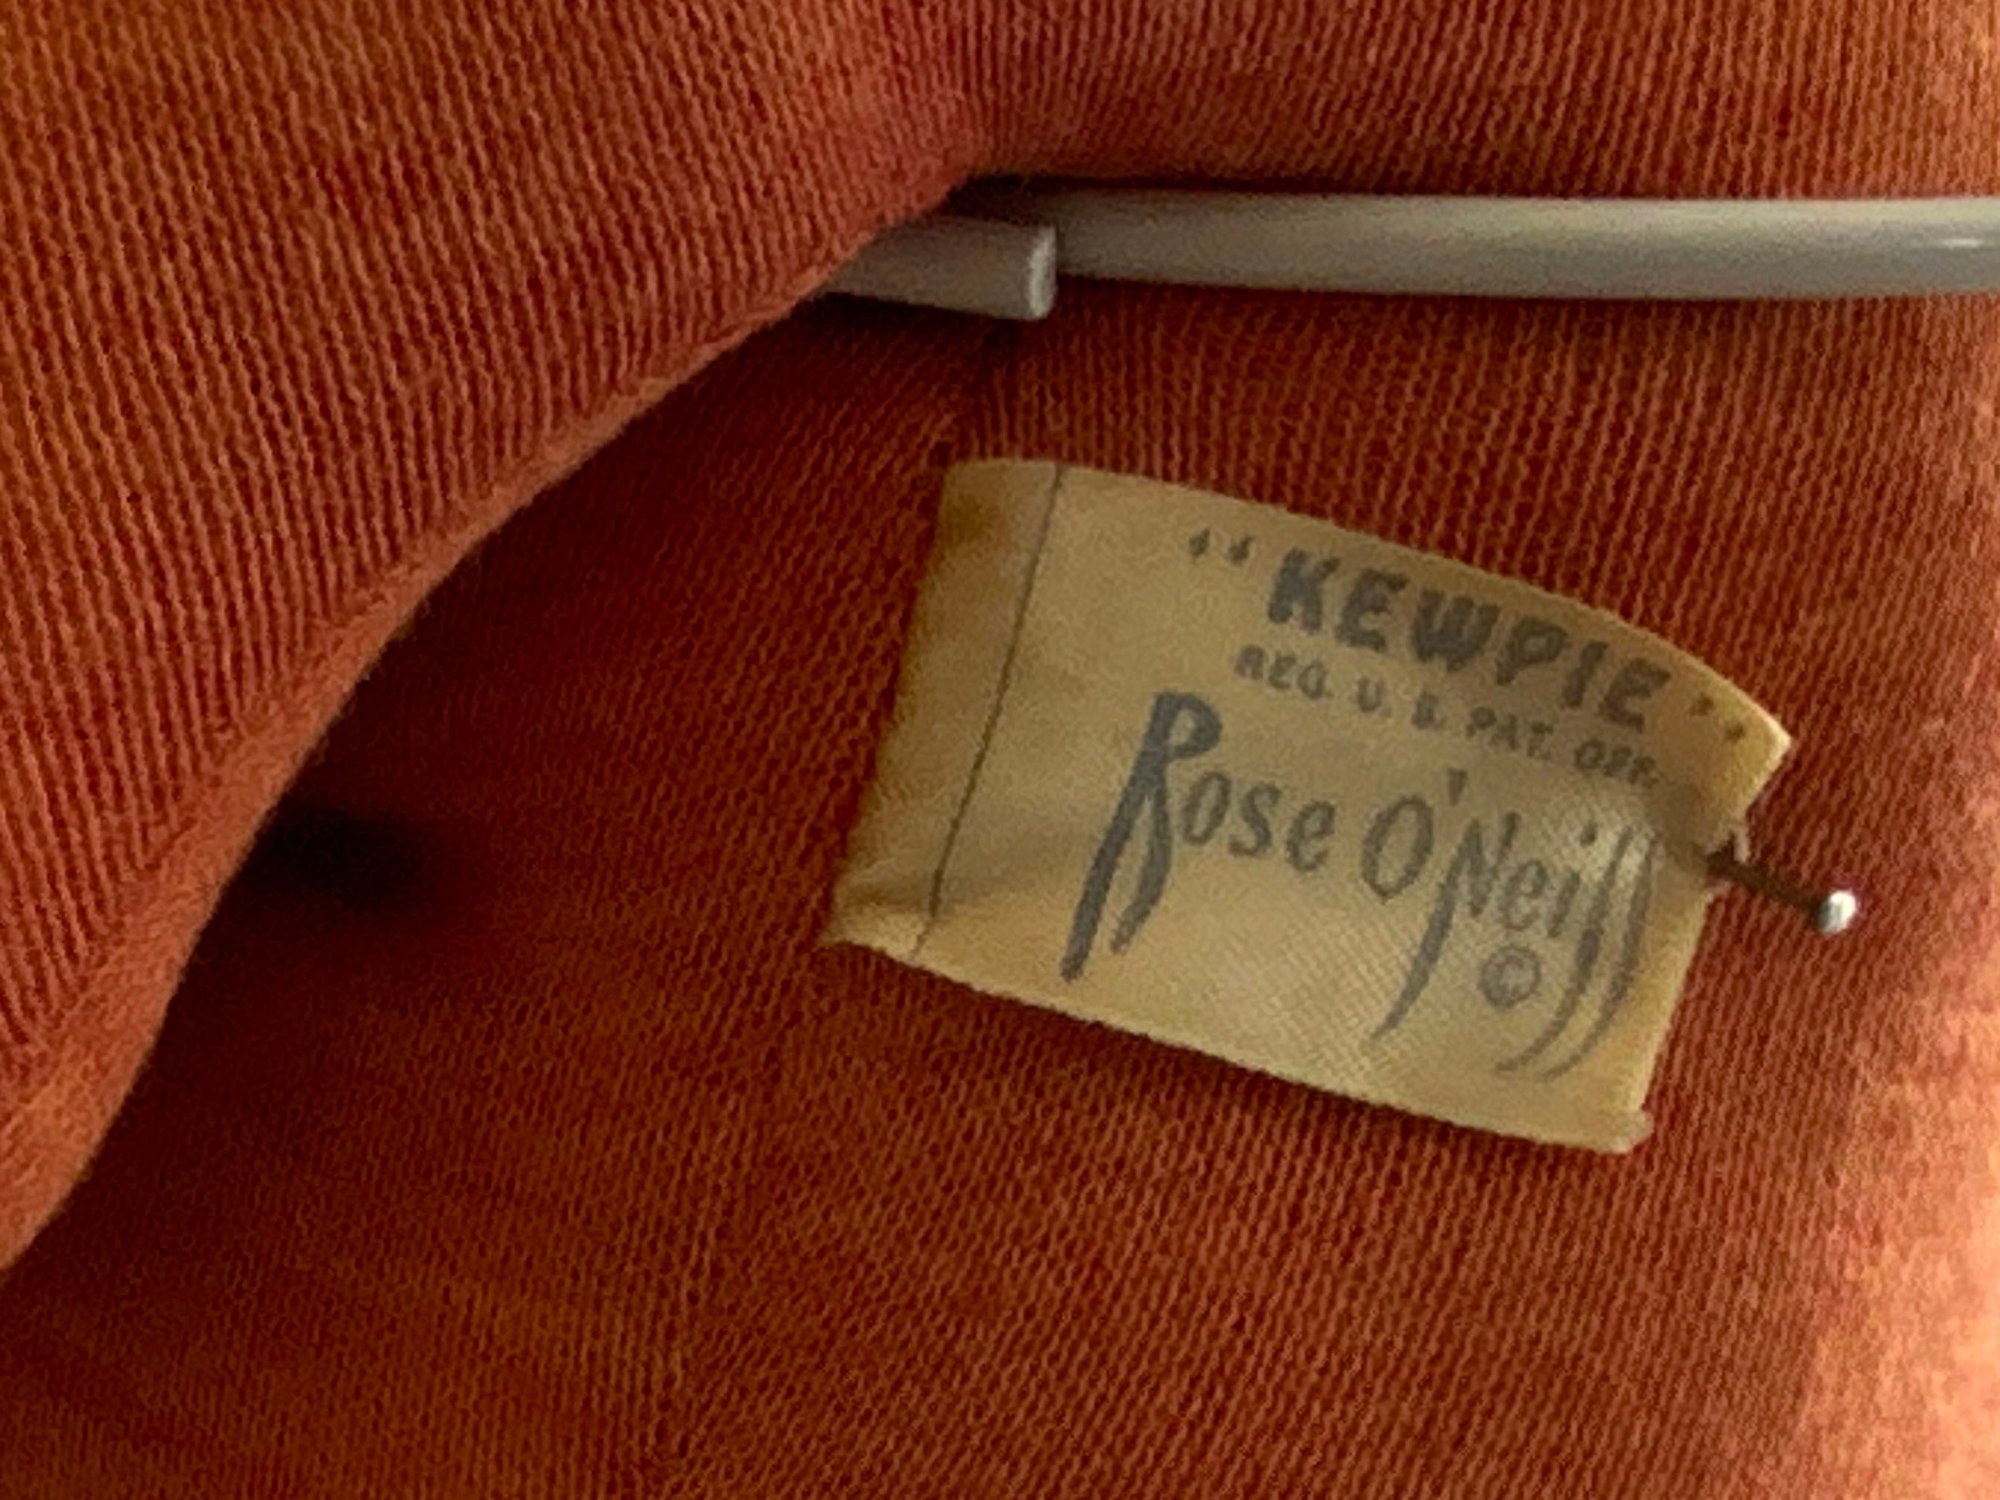 "KEWPIE"
REG. U. S. PAT. OFF.
Rose O'Neill
©